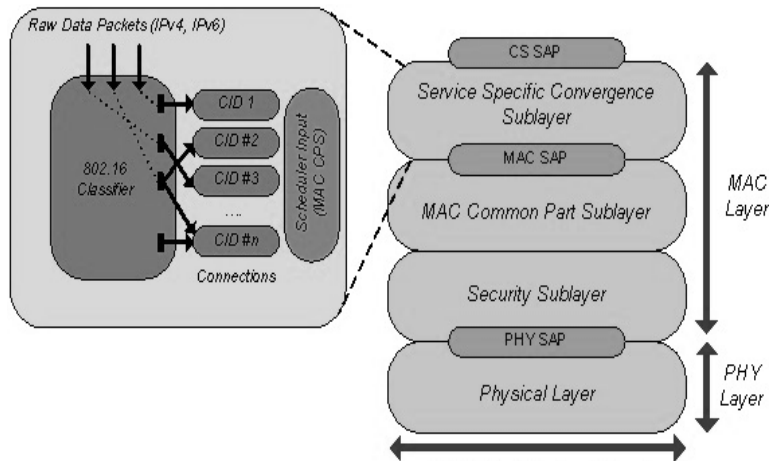 Raw Data Packets (IPv4, IPv6)
802.16
Classifier
CID 1
CID #2
CID #3
....
CID #n
Connections
Scheduler Input
(MAC CPS)
CS SAP
Service Specific Convergence
Sublayer
MAC SAP
MAC Common Part Sublayer
Security Sublayer
PHY SAP
Physical Layer
MAC
Layer
PHY
Layer